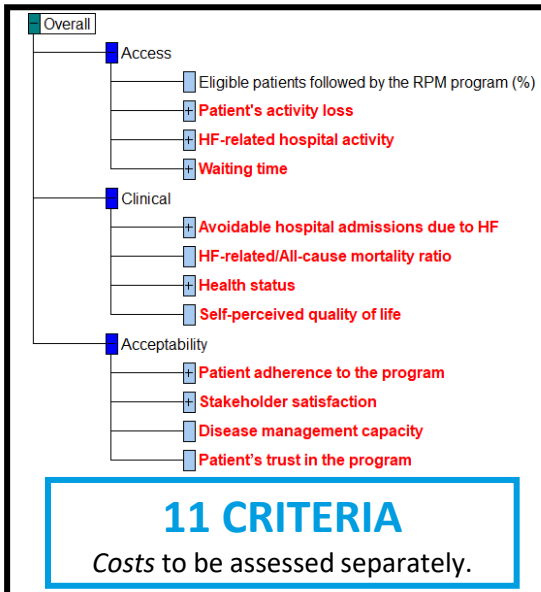 Overall
Access
Eligible patients followed by the RPM program (%)
Patient's activity loss
HF-related hospital activity
Waiting time
Clinical
Avoidable hospital admissions due to HF
HF-related/All-cause mortality ratio
Health status
Self-perceived quality of life
Acceptability
Patient adherence to the program
Stakeholder satisfaction
Disease management capacity
Patient’s trust in the program
11 CRITERIA
Costs to be assessed separately.